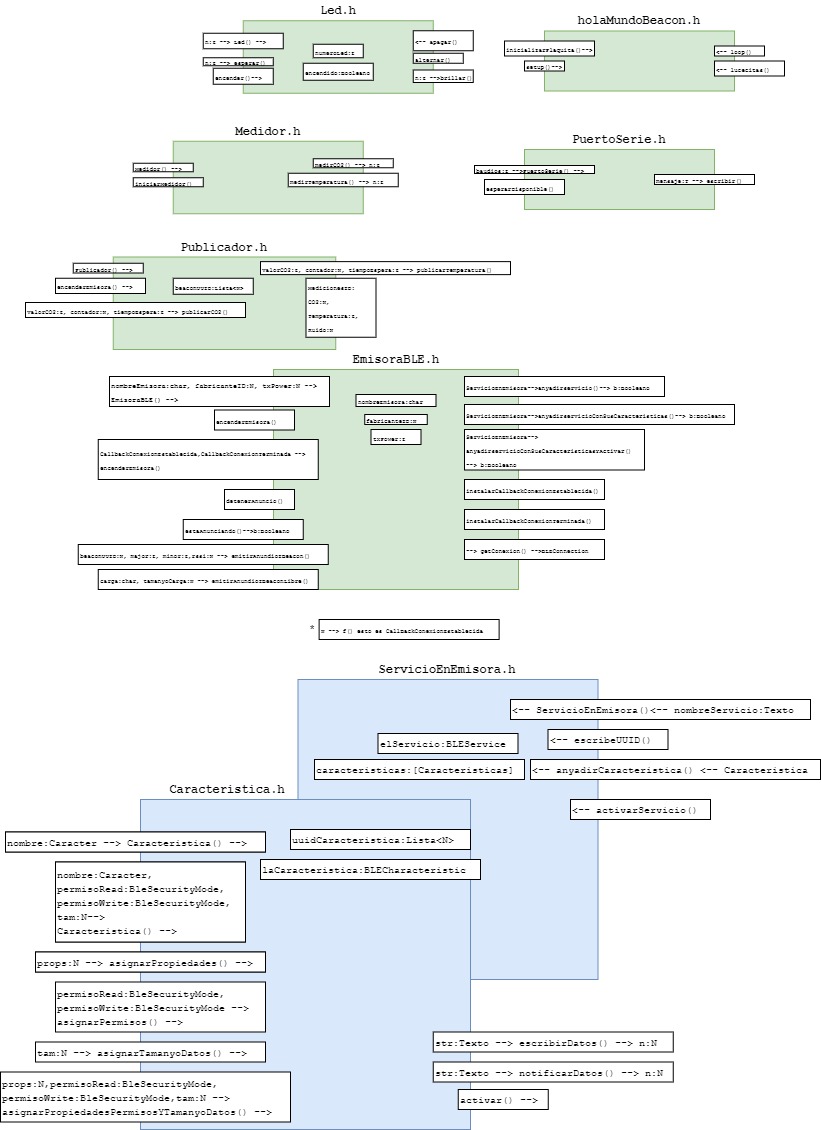 Led.h
n:Z --> Led() -->
n:Z --> esperar()
encender()-->
numeroLed:Z
encendido:Booleano
<-- apagar()
alternar()
n:Z -->brillar()
holaMundoBeacon.h
inicializarPlaquita()-->
setup()-->
<-- loop()
<-- lucecitas()
Medidor.h
Medidor() -->
iniciarMedidor()
medirCO2() --> n:Z
medirTemperatura() --> n:Z
PuertoSerie.h
baudios:Z -->PuertoSerie() -->
esperarDisponible()
mensaje:T --> escribir()
Publicador.h
Publicador() -->
encenderEmisora() -->
valorCO2:Z, contador:N, tiempoEspera:Z --> publicarCO2()
beaconUUID:Lista<N>
valorCO2:Z, contador:N, tiempoEspera:Z --> publicarTemperatura()
MedicionesID:
CO2:N,
Temperatura:Z,
Ruido:N
EmisoraBLE.h
nombreEmisora:char, fabricanteID:N, txPower:N -->
EmisoraBLE() -->
encenderEmisora()
CallbackConexionEstablecida,CallbackConexionTerminada -->
encenderEmisora()
detenerAnuncio()
estaAnunciando()-->b:Booleano
beaconUUID:N, major:Z, minor:Z,rssi:N --> emitirAnuncioIBeacon()
carga:char, tamanyoCarga:N --> emitirAnuncioIBeaconLibre()
nombreEmisora:char
fabricanteID:N
txPower:Z
ServicioEnEmisora-->anyadirServicio()--> b:Booleano
ServicioEnEmisora-->anyadirServicioConSusCaracteristicas()--> b:Booleano
ServicioEnEmisora-->
anyadirServicioConSusCaracteristicasYActivar()
--> b:Booleano
instalarCallbackConexionEstablecida()
instalarCallbackConexionTerminada()
--> getConexion() -->BLEConnection
* N --> f() esto es CallbackConexionEstablecida
ServicioEnEmisora.h
<-- ServicioEnEmisora()<-- nombreServicio:Texto
elServicio:BLEService
<-- escribeUUID()
caracteristicas:[Caracteristicas]
<-- anyadirCaracteristica() <-- Caracteristica
<-- activarServicio()
Caracteristica.h
nombre:Caracter --> Caracteristica() -->
uuidCaracteristica:Lista<N>
laCaracteristica:BLECharacteristic
nombre:Caracter,
permisoRead:BleSecurityMode,
permisoWrite:BleSecurityMode,
tam:N-->
Caracteristica() -->
props:N --> asignarPropiedades() -->
permisoRead:BleSecurityMode,
permisoWrite:BleSecurityMode -->
asignarPermisos() -->
tam:N --> asignarTamanyoDatos() -->
props:N,permisoRead:BleSecurityMode,
permisoWrite:BleSecurityMode,tam:N -->
asignarPropiedadesPermisosYTamanyoDatos() -->
str:Texto --> escribirDatos() --> n:N
str:Texto --> notificarDatos() --> n:N
activar() -->